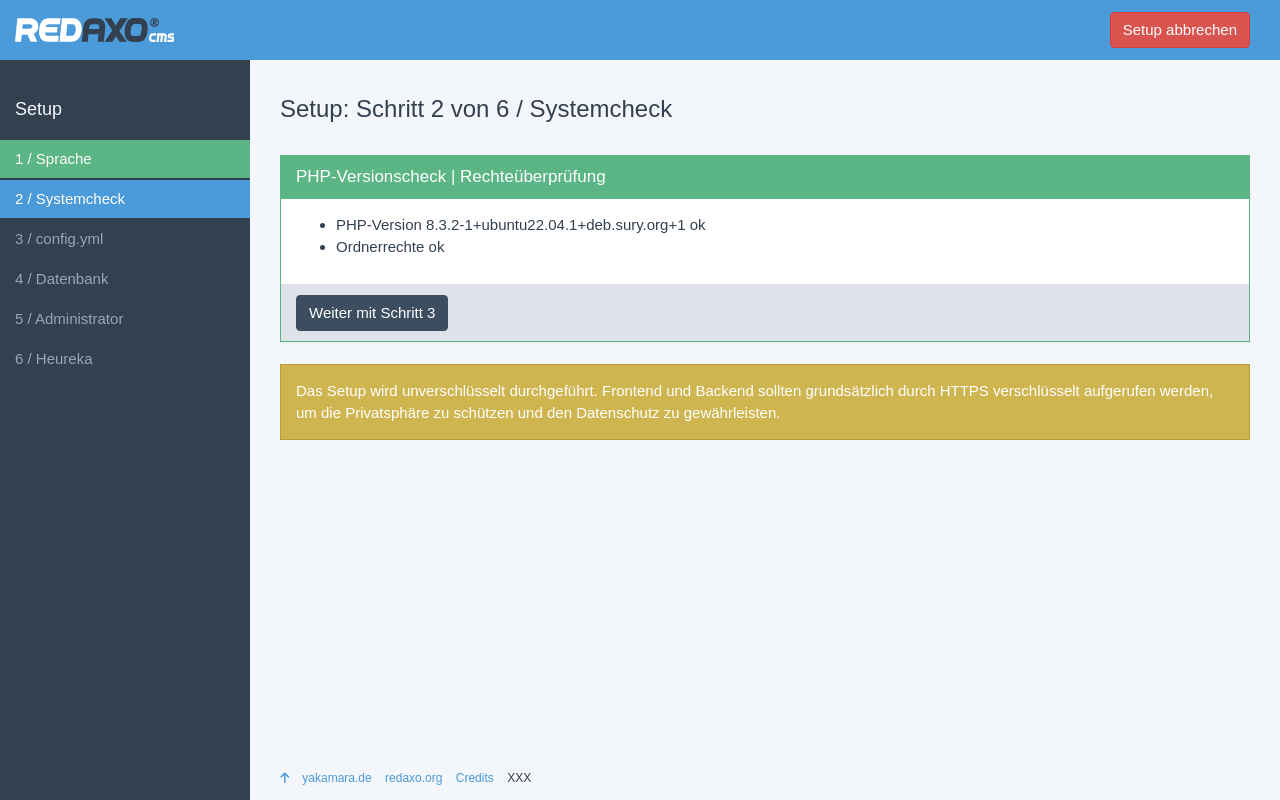 REDAXO® cms
Setup abbrechen
Setup
1 / Sprache
2 / Systemcheck
3 / config.yml
4 / Datenbank
5 / Administrator
6 / Heureka
Setup: Schritt 2 von 6 / Systemcheck
PHP-Versionscheck | Rechteüberprüfung
• PHP-Version 8.3.2-1+ubuntu22.04.1+deb.sury.org+1 ok
• Ordnerrechte ok
Weiter mit Schritt 3
Das Setup wird unverschlüsselt durchgeführt. Frontend und Backend sollten grundsätzlich durch HTTPS verschlüsselt aufgerufen werden,
um die Privatsphäre zu schützen und den Datenschutz zu gewährleisten.
yakamara.de redaxo.org Credits XXX